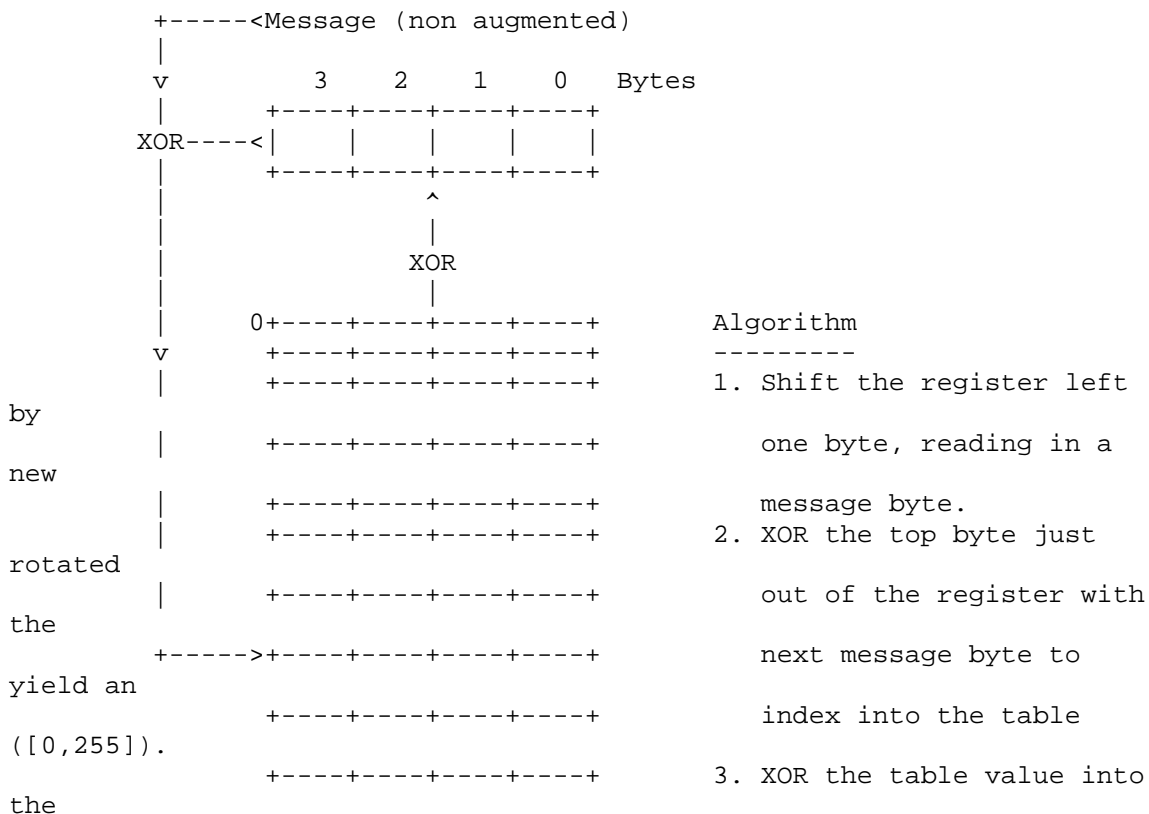 +-----<Message (non augmented)
|
v 3 2 1 0 Bytes
| +----+----+----+----+
XOR----<| | | | |
| +----+----+----+----+
| ^
| |
| XOR
| |
| 0+----+----+----+----+ Algorithm
v +----+----+----+----+ ---------
| +----+----+----+----+ 1. Shift the register left
by
| +----+----+----+----+ one byte, reading in a
new
| +----+----+----+----+ message byte.
| +----+----+----+----+ 2. XOR the top byte just
rotated
| +----+----+----+----+ out of the register with
the
+----->+----+----+----+----+ next message byte to
yield an
+----+----+----+----+ index into the table
([0,255]).
+----+----+----+----+ 3. XOR the table value into
the